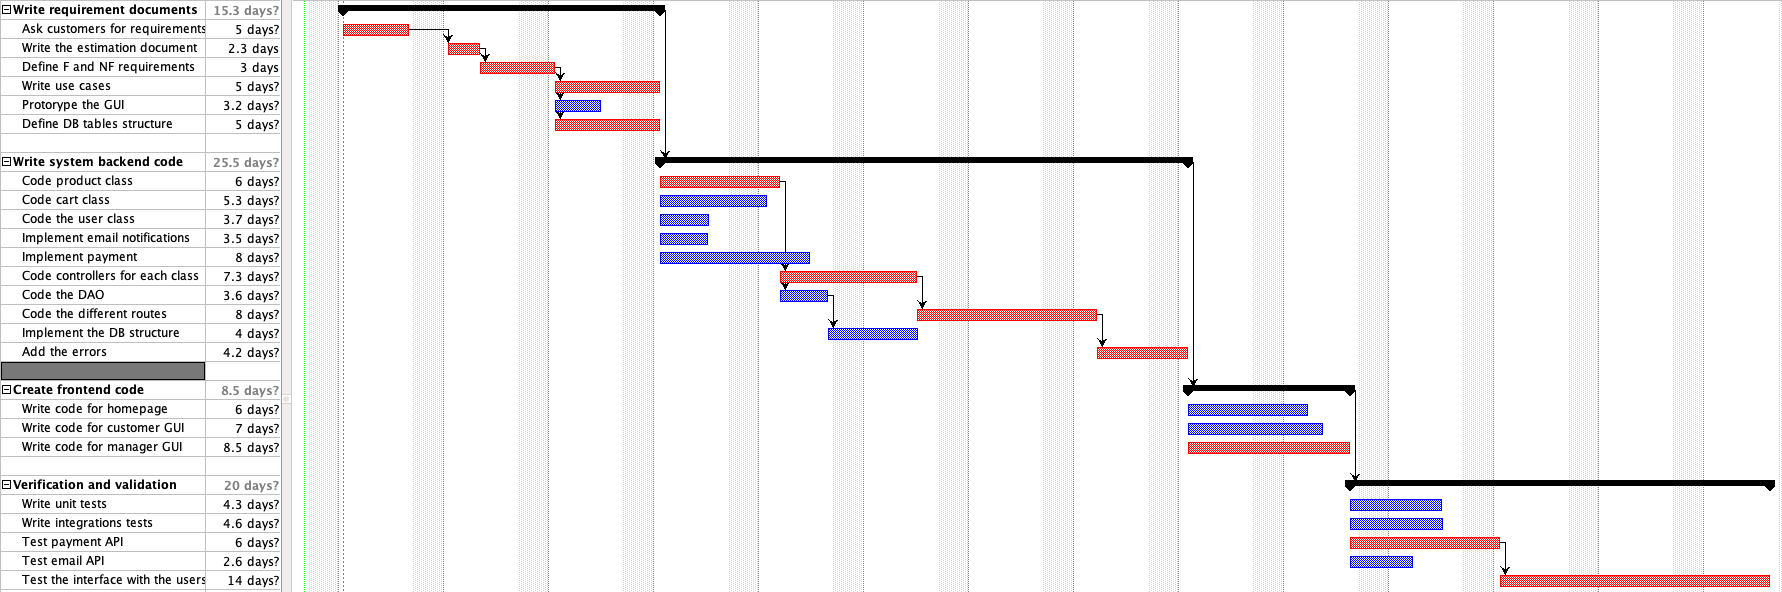 Write requirement documents 15.3 days?
Ask customers for requirements 5 days?
Write the estimation document 2.3 days
Define F and NF requirements 3 days
Write use cases 5 days?
Protorype the GUI 3.2 days?
Define DB tables structure 5 days?
Write system backend code 25.5 days?
Code product class 6 days?
Code cart class 5.3 days?
Code the user class 3.7 days?
Implement email notifications 3.5 days?
Implement payment 8 days?
Code controllers for each class 7.3 days?
Code the DAO 3.6 days?
Code the different routes 8 days?
Implement the DB structure 4 days?
Add the errors 4.2 days?
Create frontend code 8.5 days?
Write code for homepage 6 days?
Write code for customer GUI 7 days?
Write code for manager GUI 8.5 days?
Verification and validation 20 days?
Write unit tests 4.3 days?
Write integrations tests 4.6 days?
Test payment API 6 days?
Test email API 2.6 days?
Test the interface with the users 14 days?